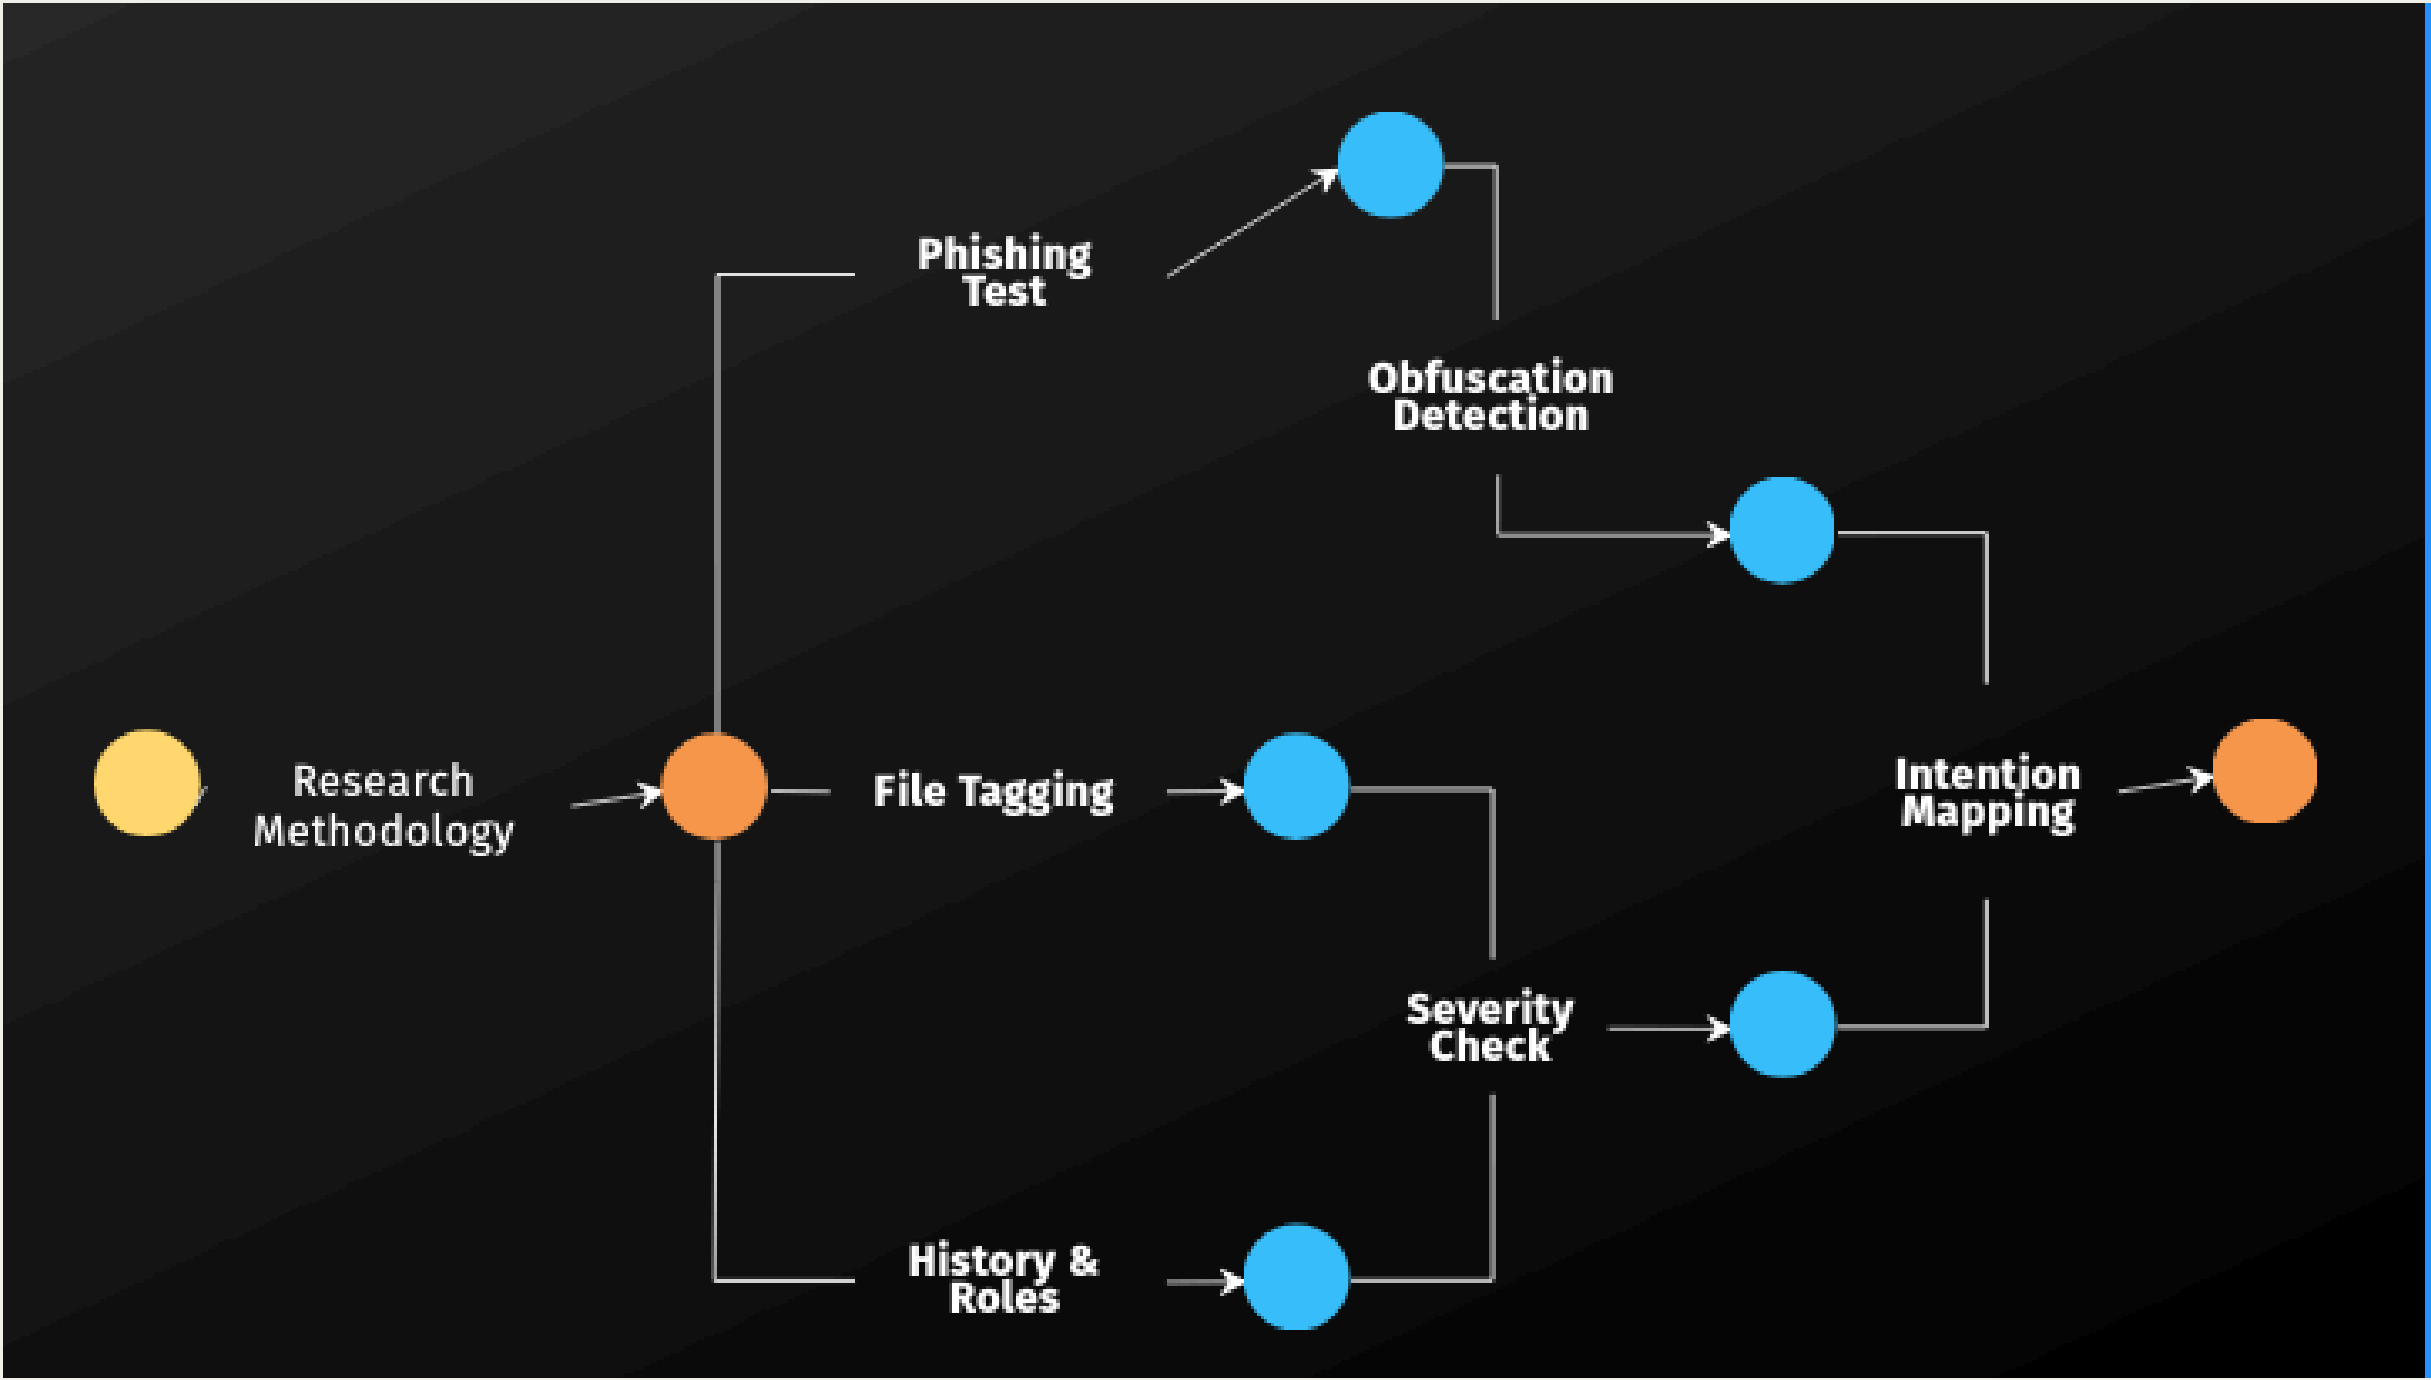 Phishing
Test
Obfuscation
Detection
Research
Methodology
File Tagging
Intention
Mapping
Severity
Check
History &
Roles